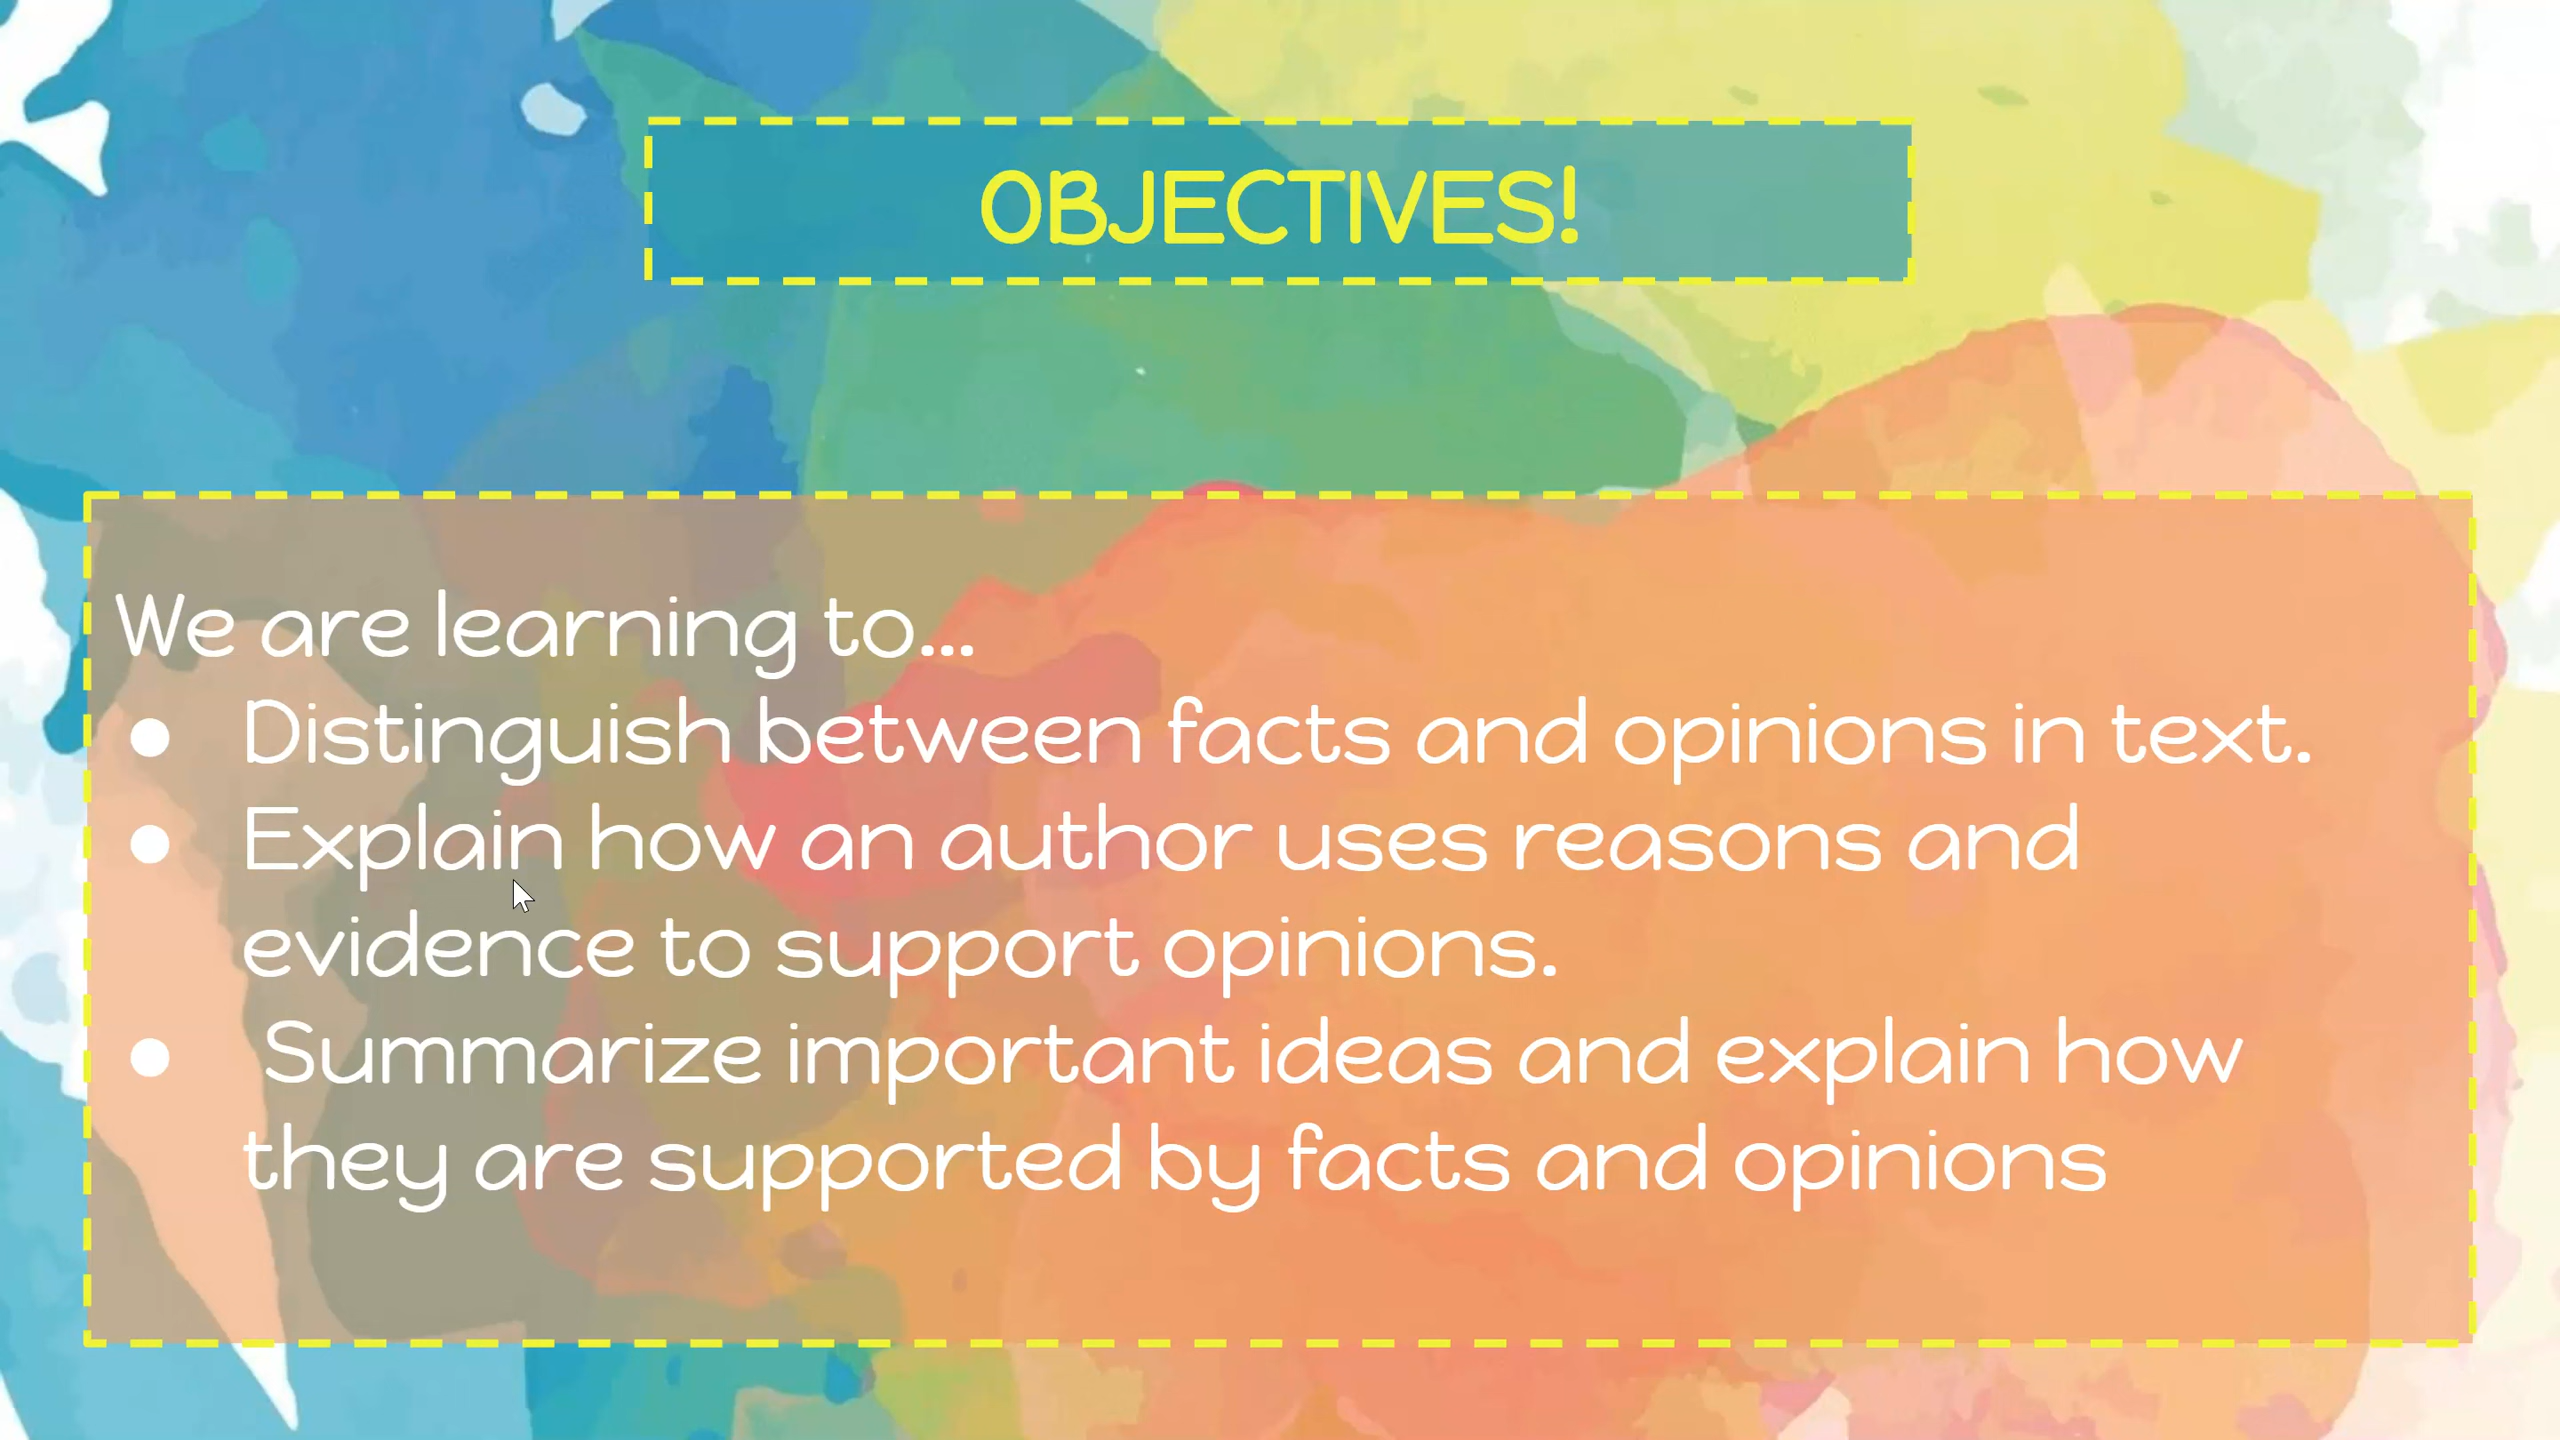 OBJECTIVES!
We are learning to...
● Distinguish between facts and opinions in text.
● Explain how an author uses reasons and
evidence to support opinions.
● Summarize important ideas and explain how
they are supported by facts and opinions